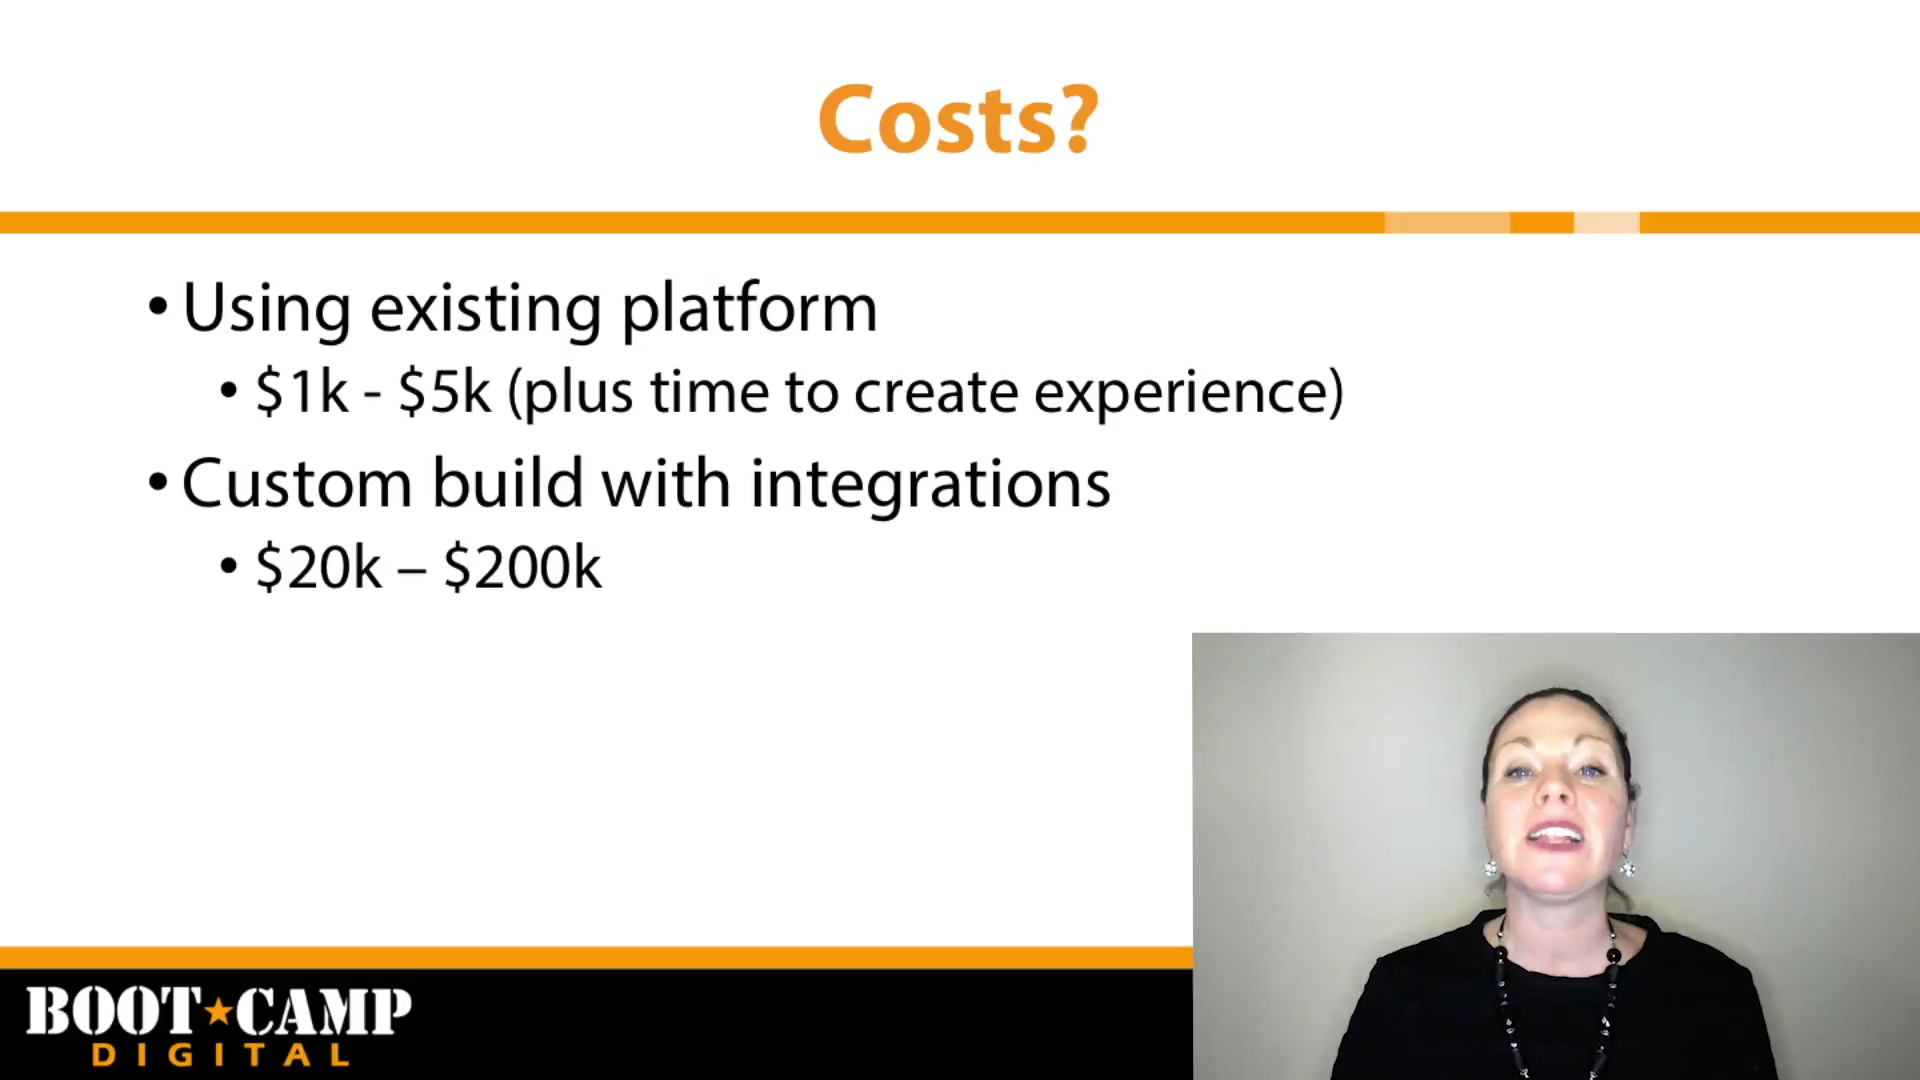 Costs?
• Using existing platform
• $1k - $5k (plus time to create experience)
• Custom build with integrations
• $20k – $200k
BOOT★CAMP
DIGITAL